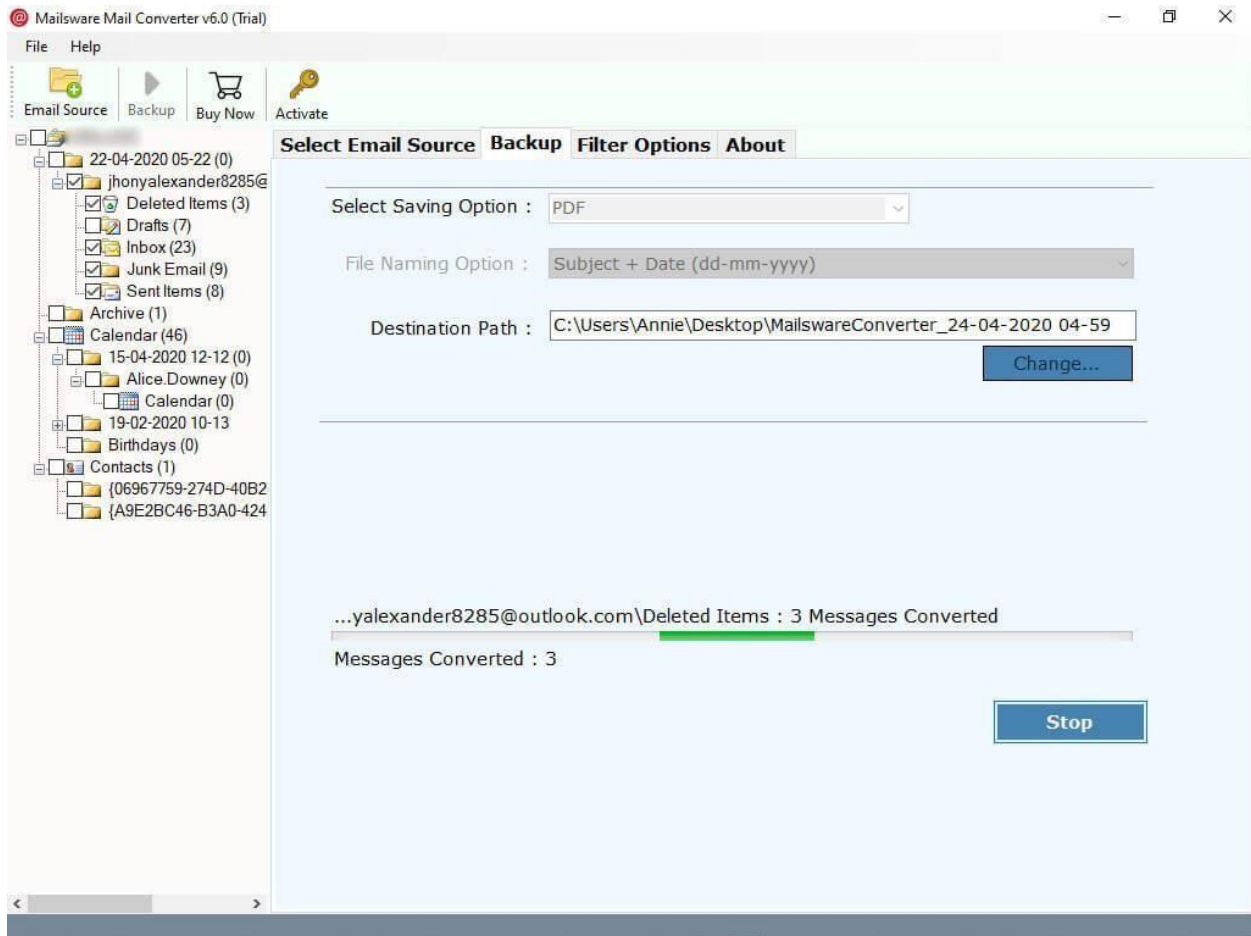 Mailsware Mail Converter v6.0 (Trial)
File Help
Email Source Backup Buy Now Activate
Select Email Source Backup Filter Options About
22-04-2020 05-22 (0)
jhonyalexander8285@
Deleted Items (3)
Drafts (7)
Inbox (23)
Junk Email (9)
Sent Items (8)
Archive (1)
Calendar (46)
15-04-2020 12-12 (0)
Alice.Downey (0)
Calendar (0)
19-02-2020 10-13
Birthdays (0)
Contacts (1)
{06967759-274D-40B2
{A9E2BC46-B3A0-424
Select Saving Option : PDF
File Naming Option : Subject + Date (dd-mm-yyyy)
Destination Path : C:\Users\Annie\Desktop\MailswareConverter_24-04-2020 04-59
Change...
...yalexander8285@outlook.com\Deleted Items : 3 Messages Converted
Messages Converted : 3
Stop